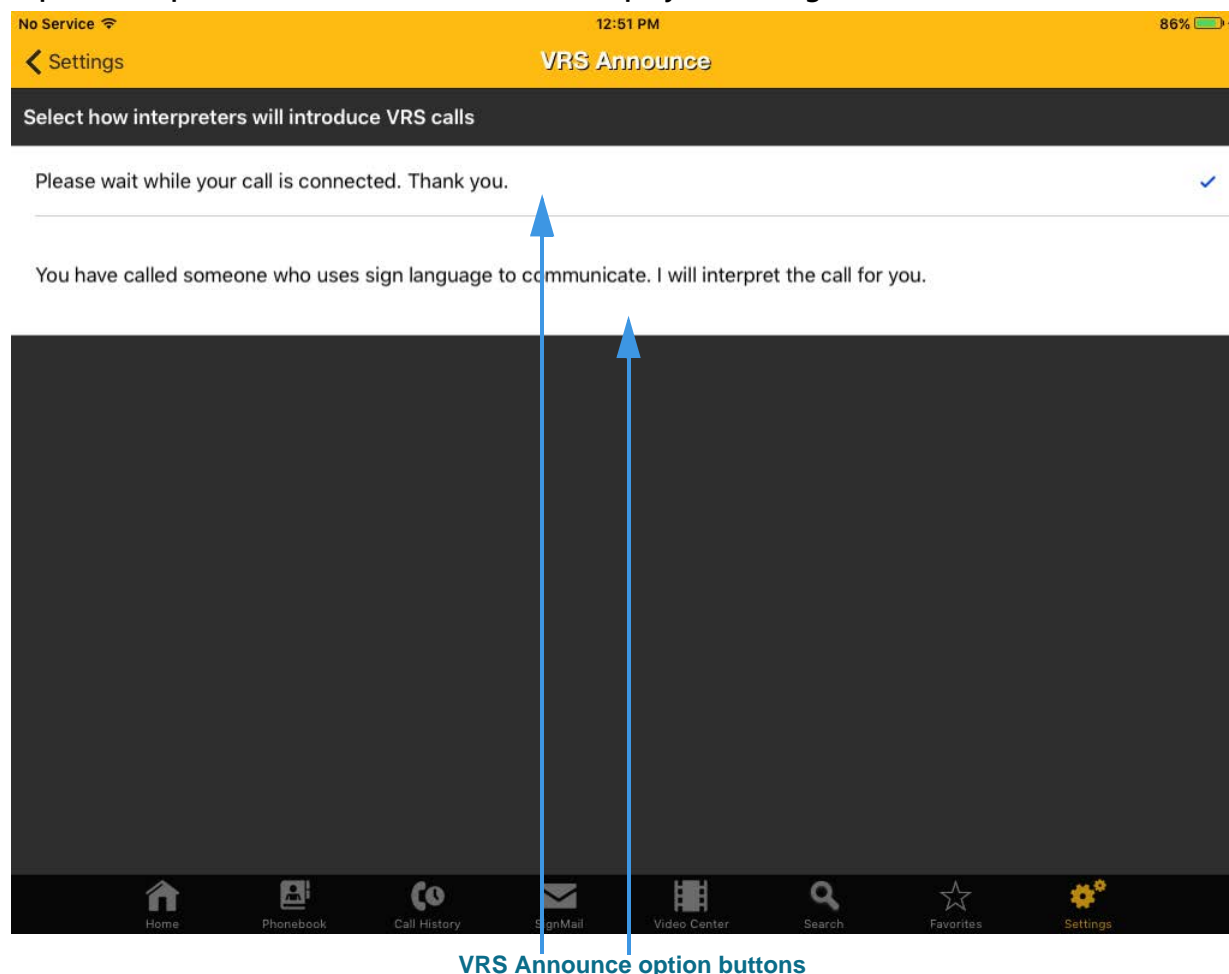 No Service 12:51 PM 86%
Settings VRS Announce
Select how interpreters will introduce VRS calls
Please wait while your call is connected. Thank you.
You have called someone who uses sign language to communicate. I will interpret the call for you.
Home Phonebook Call History SignMail Video Center Search Favorites Settings
VRS Announce option buttons